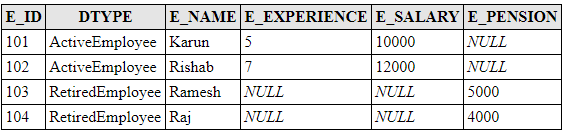 E_ID DTYPE E_NAME E_EXPERIENCE E_SALARY E_PENSION
101 ActiveEmployee Karun 5 10000 NULL
102 ActiveEmployee Rishab 7 12000 NULL
103 RetiredEmployee Ramesh NULL NULL 5000
104 RetiredEmployee Raj NULL NULL 4000